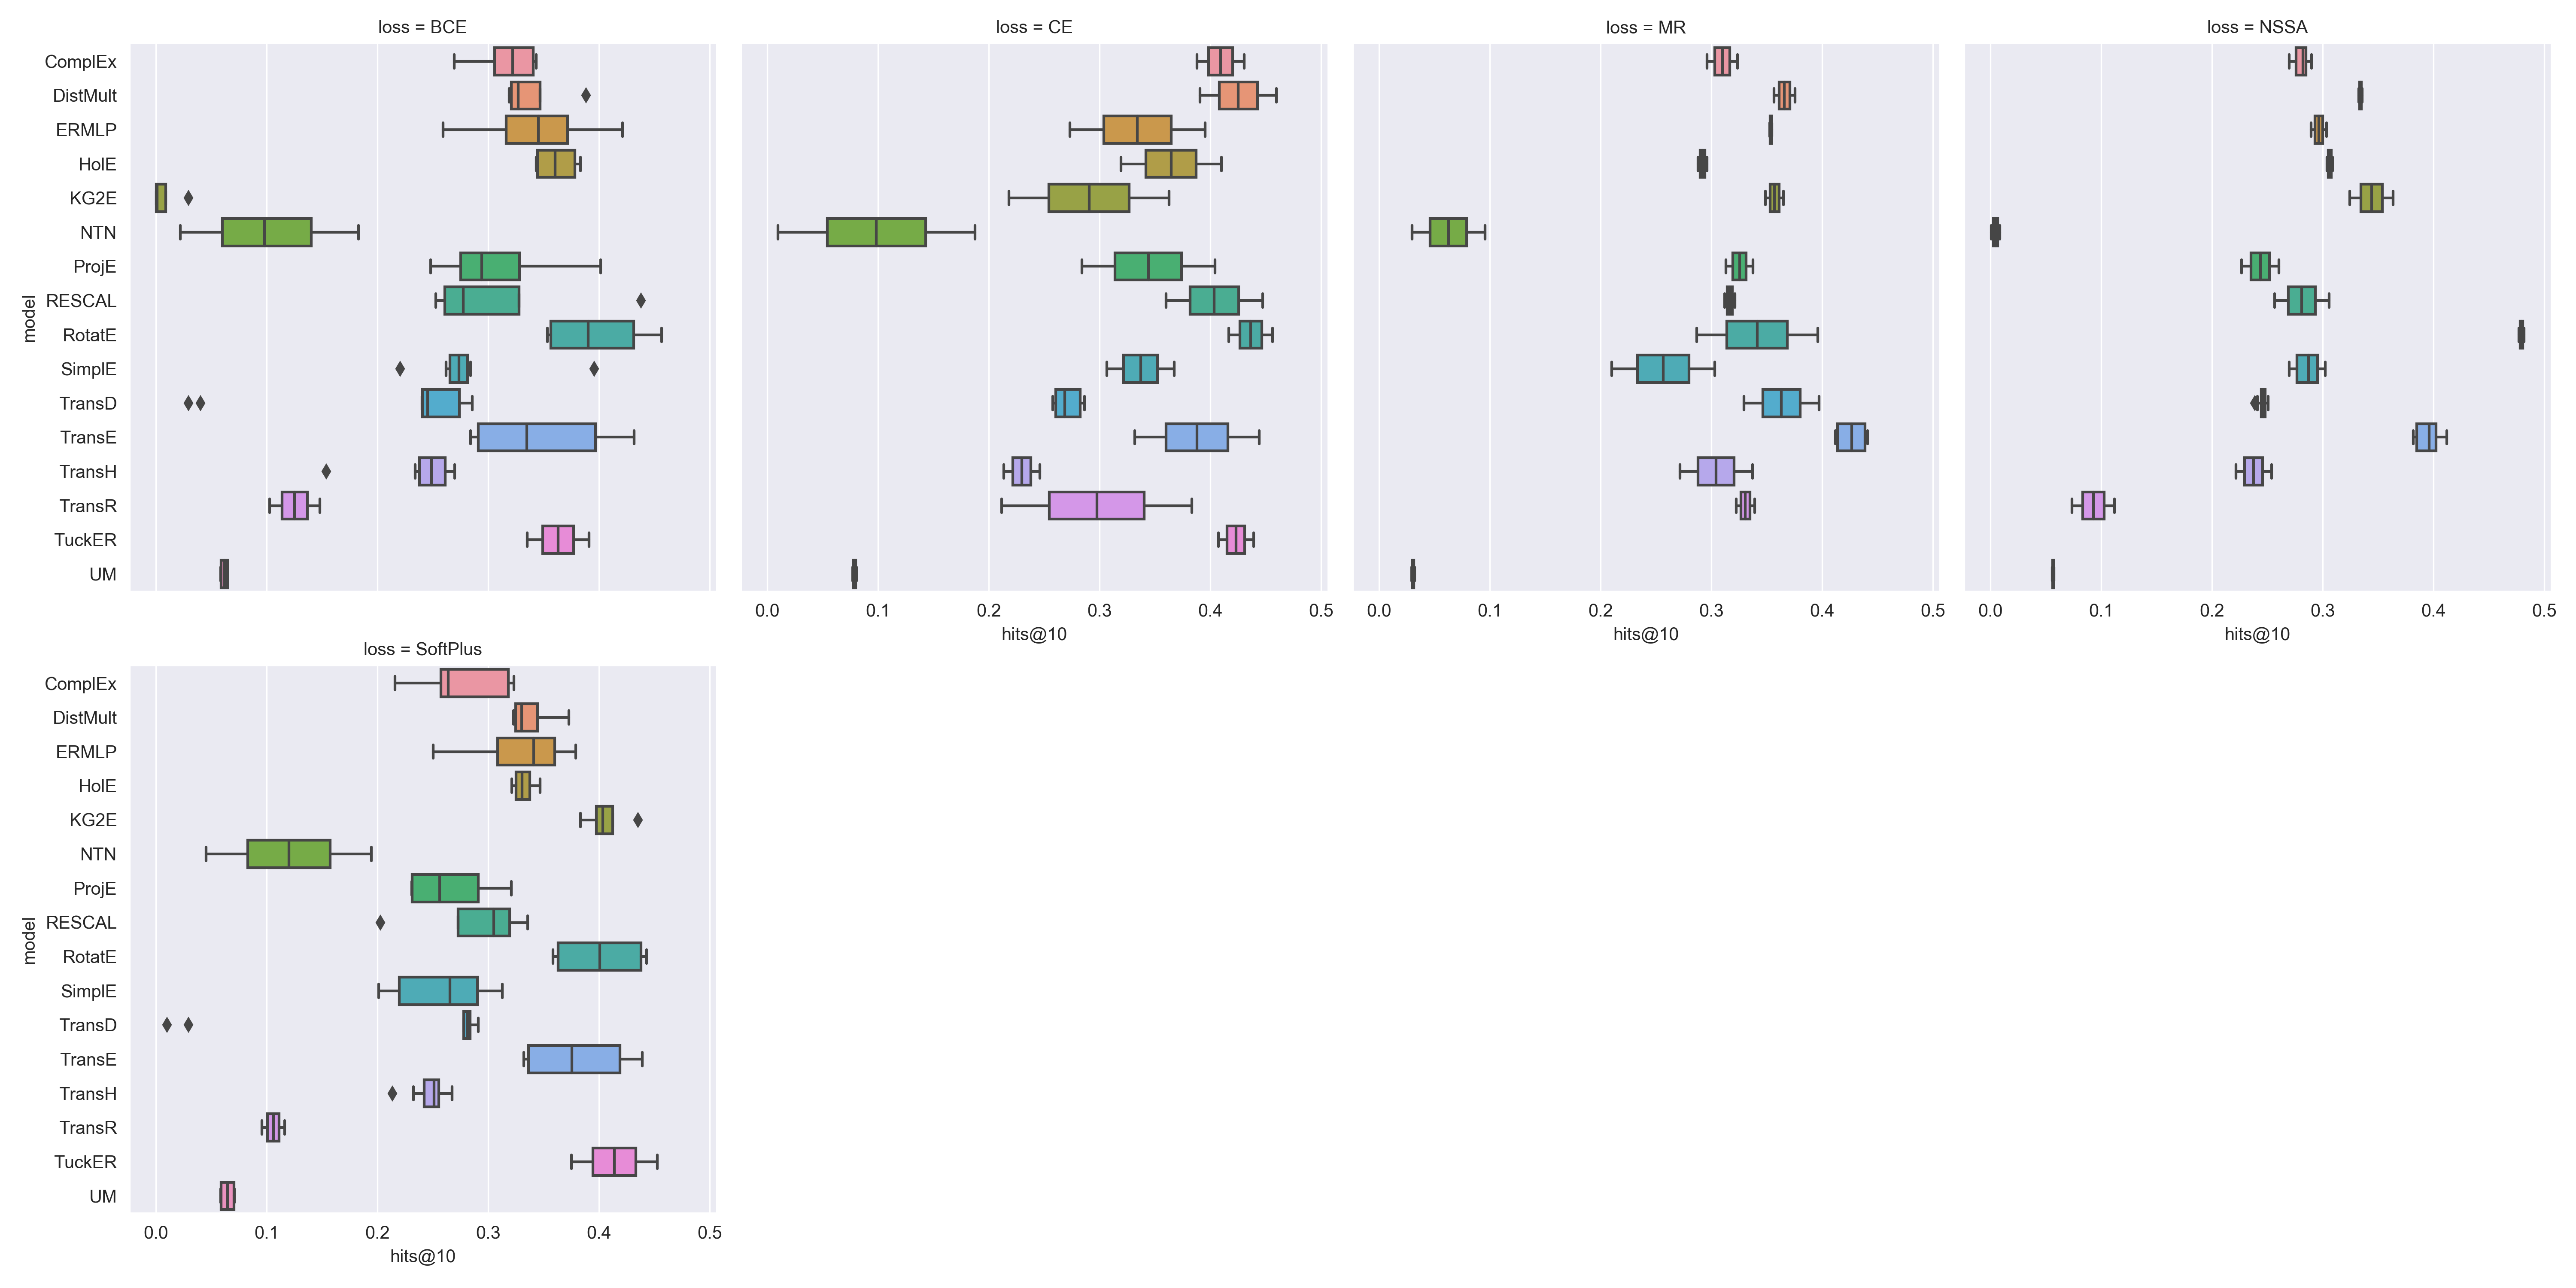 loss = BCE
loss = CE
loss = MR
loss = NSSA
ComplEx
DistMult
ERMLP
HolE
KG2E
NTN
ProjE
RESCAL
RotatE
SimplE
TransD
TransE
TransH
TransR
TuckER
UM
model
0.0 0.1 0.2 0.3 0.4 0.5
hits@10
0.0 0.1 0.2 0.3 0.4 0.5
hits@10
0.0 0.1 0.2 0.3 0.4 0.5
hits@10
loss = SoftPlus
ComplEx
DistMult
ERMLP
HolE
KG2E
NTN
ProjE
RESCAL
RotatE
SimplE
TransD
TransE
TransH
TransR
TuckER
UM
model
0.0 0.1 0.2 0.3 0.4 0.5
hits@10